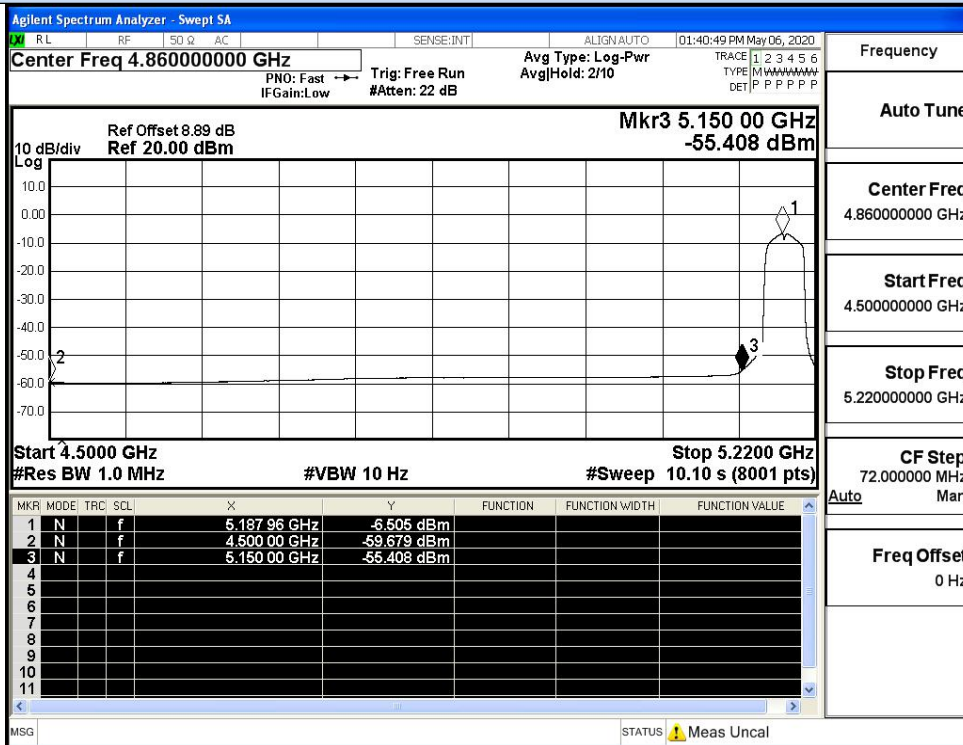 Agilent Spectrum Analyzer - Swept SA
LXI RL RF 50 Ω AC SENSE:INT ALIGN AUTO 01:40:49 PM May 06, 2020
Center Freq 4.860000000 GHz
PNO: Fast
IFGain:Low
Trig: Free Run
#Atten: 22 dB
Avg Type: Log-Pwr
Avg|Hold: 2/10
TRACE 1 2 3 4 5 6
TYPE M WWWWW
DET P P P P P P
Ref Offset 8.89 dB
10 dB/div Ref 20.00 dBm
Log
Mkr3 5.150 00 GHz
-55.408 dBm
10.0
0.00
-10.0
-20.0
-30.0
-40.0
-50.0
-60.0
-70.0
1
2
3
Start 4.5000 GHz Stop 5.2200 GHz
#Res BW 1.0 MHz #VBW 10 Hz #Sweep 10.10 s (8001 pts)
MKR MODE TRC SCL X Y FUNCTION FUNCTION WIDTH FUNCTION VALUE
1 N f 5.187 96 GHz -6.505 dBm
2 N f 4.500 00 GHz -59.679 dBm
3 N f 5.150 00 GHz -55.408 dBm
4
5
6
7
8
9
10
11
MSG STATUS Meas Uncal
Frequency
Auto Tune
Center Freq
4.860000000 GHz
Start Freq
4.500000000 GHz
Stop Freq
5.220000000 GHz
CF Step
72.000000 MHz
Auto Man
Freq Offset
0 Hz